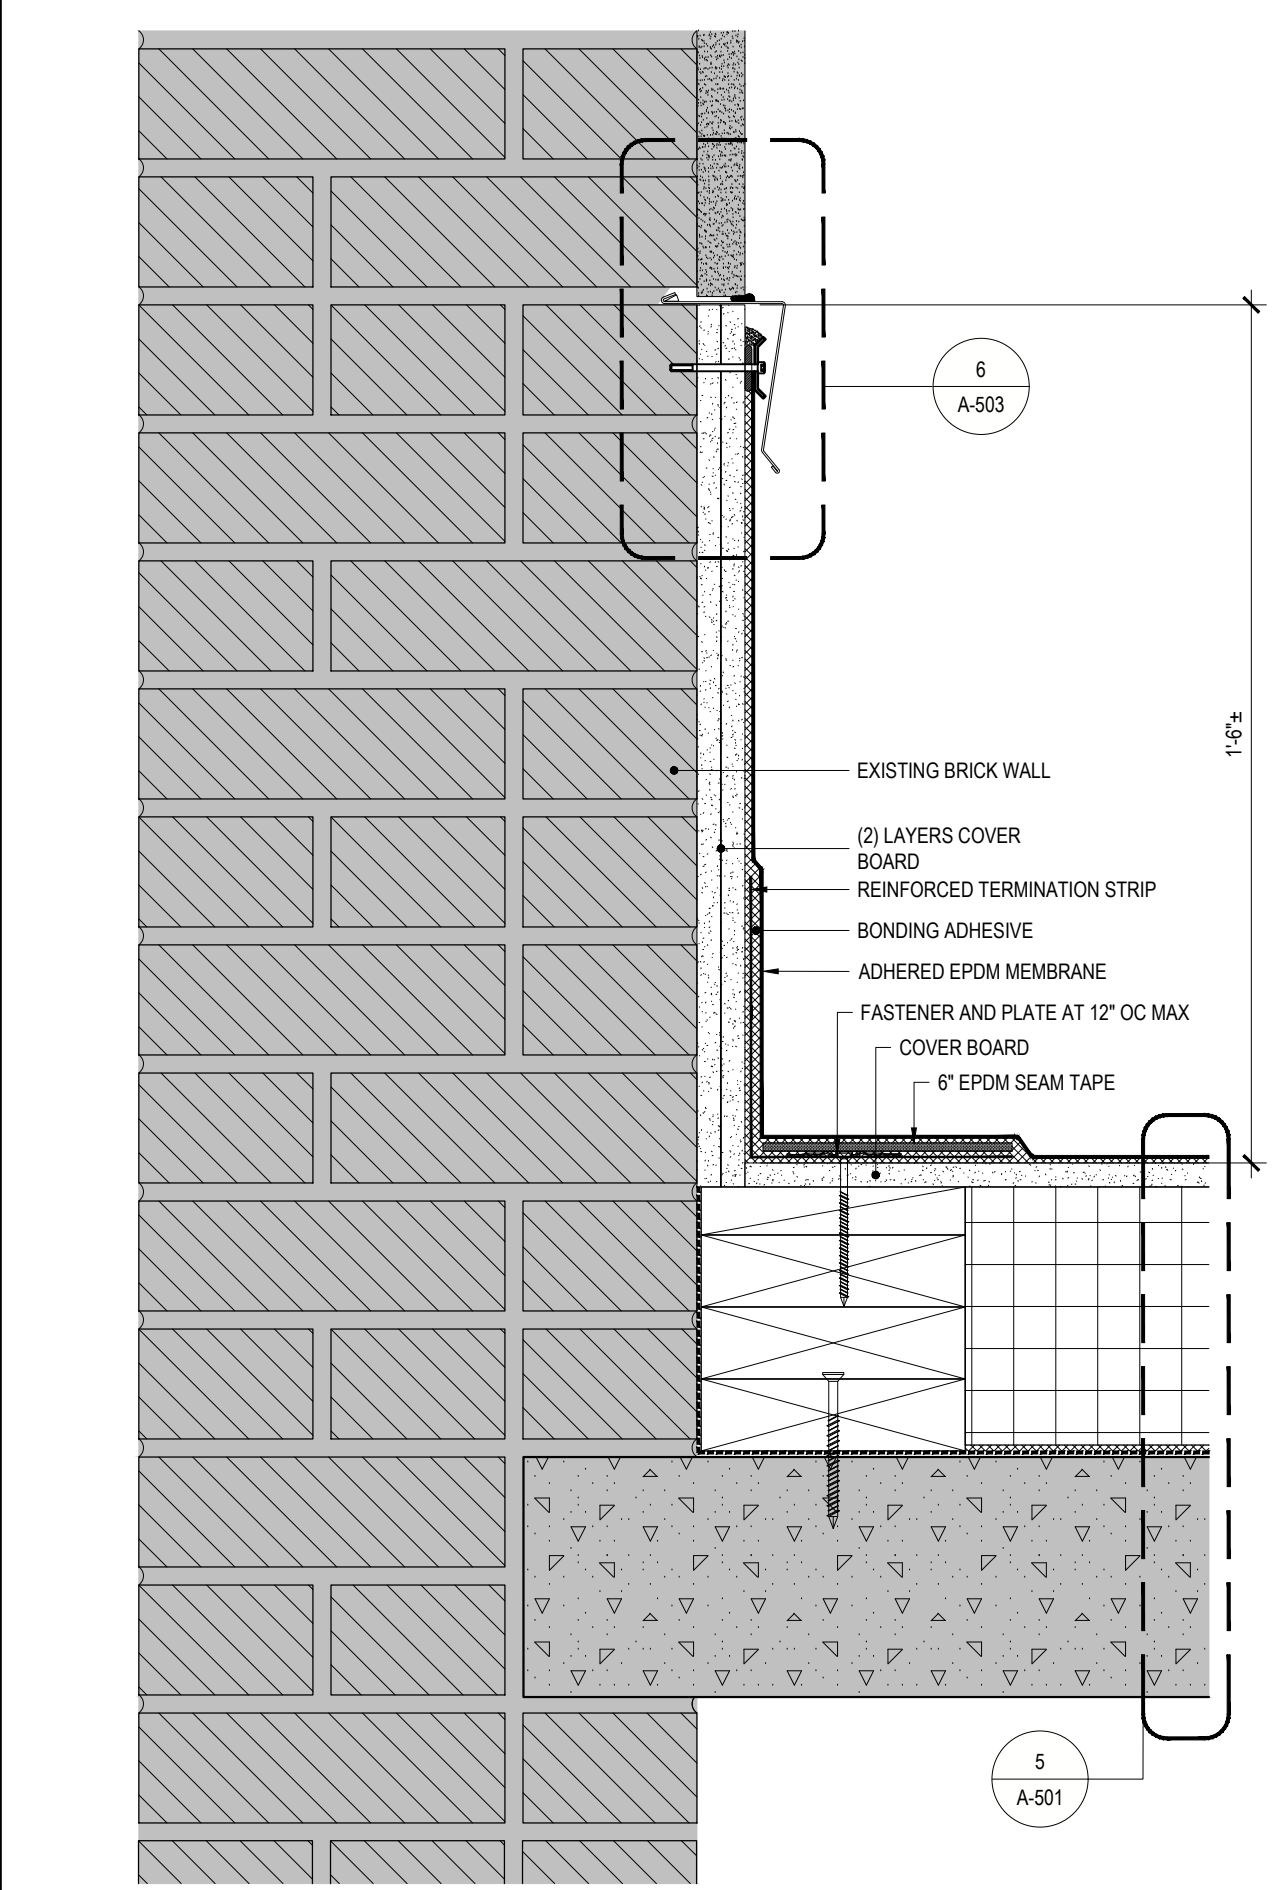 6
A-503
1'-6"±
EXISTING BRICK WALL
(2) LAYERS COVER
BOARD
REINFORCED TERMINATION STRIP
BONDING ADHESIVE
ADHERED EPDM MEMBRANE
FASTENER AND PLATE AT 12" OC MAX
COVER BOARD
6" EPDM SEAM TAPE
5
A-501